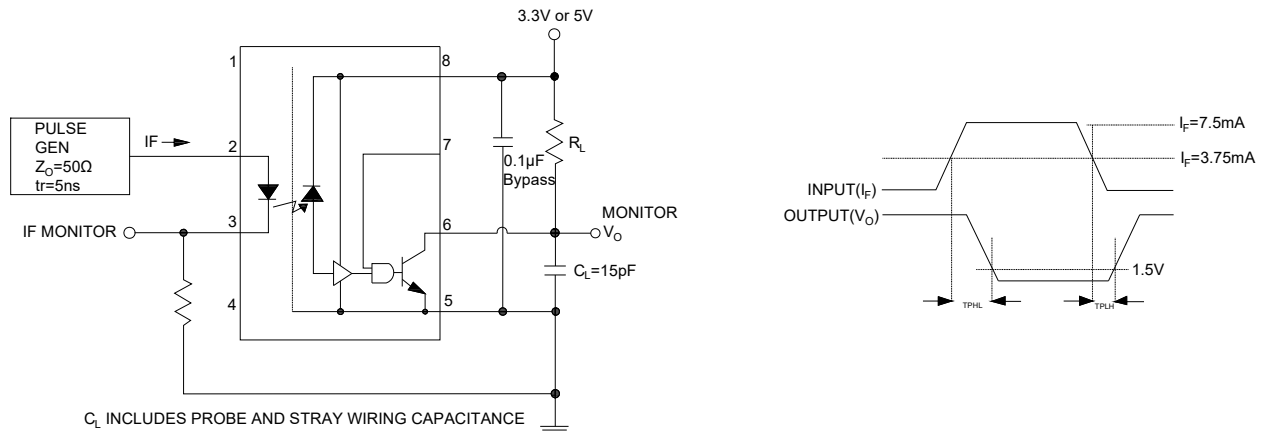 3.3V or 5V
1
8
PULSE
GEN
Z_O=50Ω
tr=5ns
IF
2
7
0.1µF
Bypass
R_L
3
6
IF MONITOR
MONITOR
V_O
C_L=15pF
4
5
C_L INCLUDES PROBE AND STRAY WIRING CAPACITANCE
I_F=7.5mA
I_F=3.75mA
INPUT(I_F)
OUTPUT(V_O)
1.5V
TPHL
TPLH